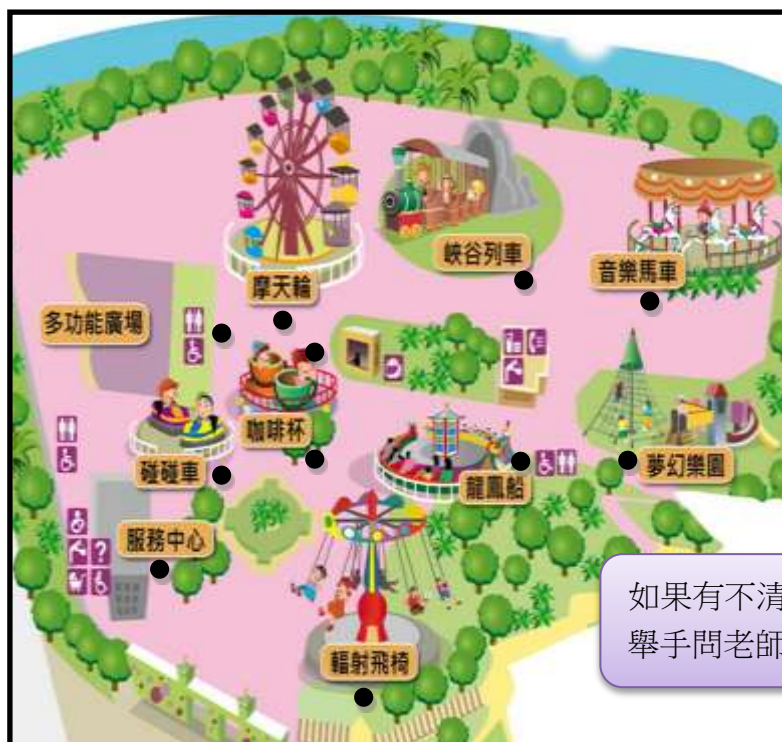 摩天輪
峽谷列車
音樂馬車
多功能廣場
咖啡杯
碰碰車
龍鳳船
夢幻樂園
服務中心
?
輻射飛椅
如果有不清
舉手問老師